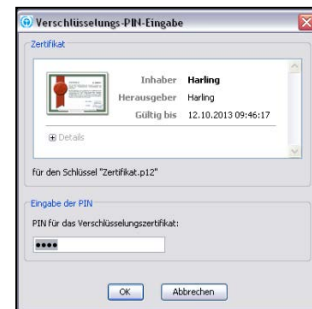 Verschlüsselungs-PIN-Eingabe
Zertifikat
Inhaber Harling
Herausgeber Harling
Gültig bis 12.10.2013 09:46:17
Details
für den Schlüssel "Zertifikat.p12"
Eingabe der PIN
PIN für das Verschlüsselungszertifikat:
••••
OK Abbrechen